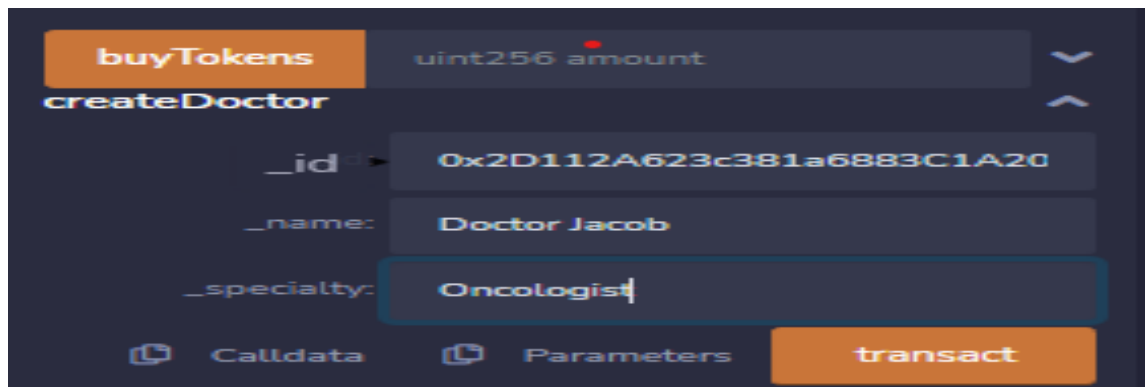 buyTokens uint256 amount
createDoctor
_id 0x2D112A623c381a6883C1A20
_name: Doctor Jacob
_specialty: Oncologist
Calldata Parameters transact